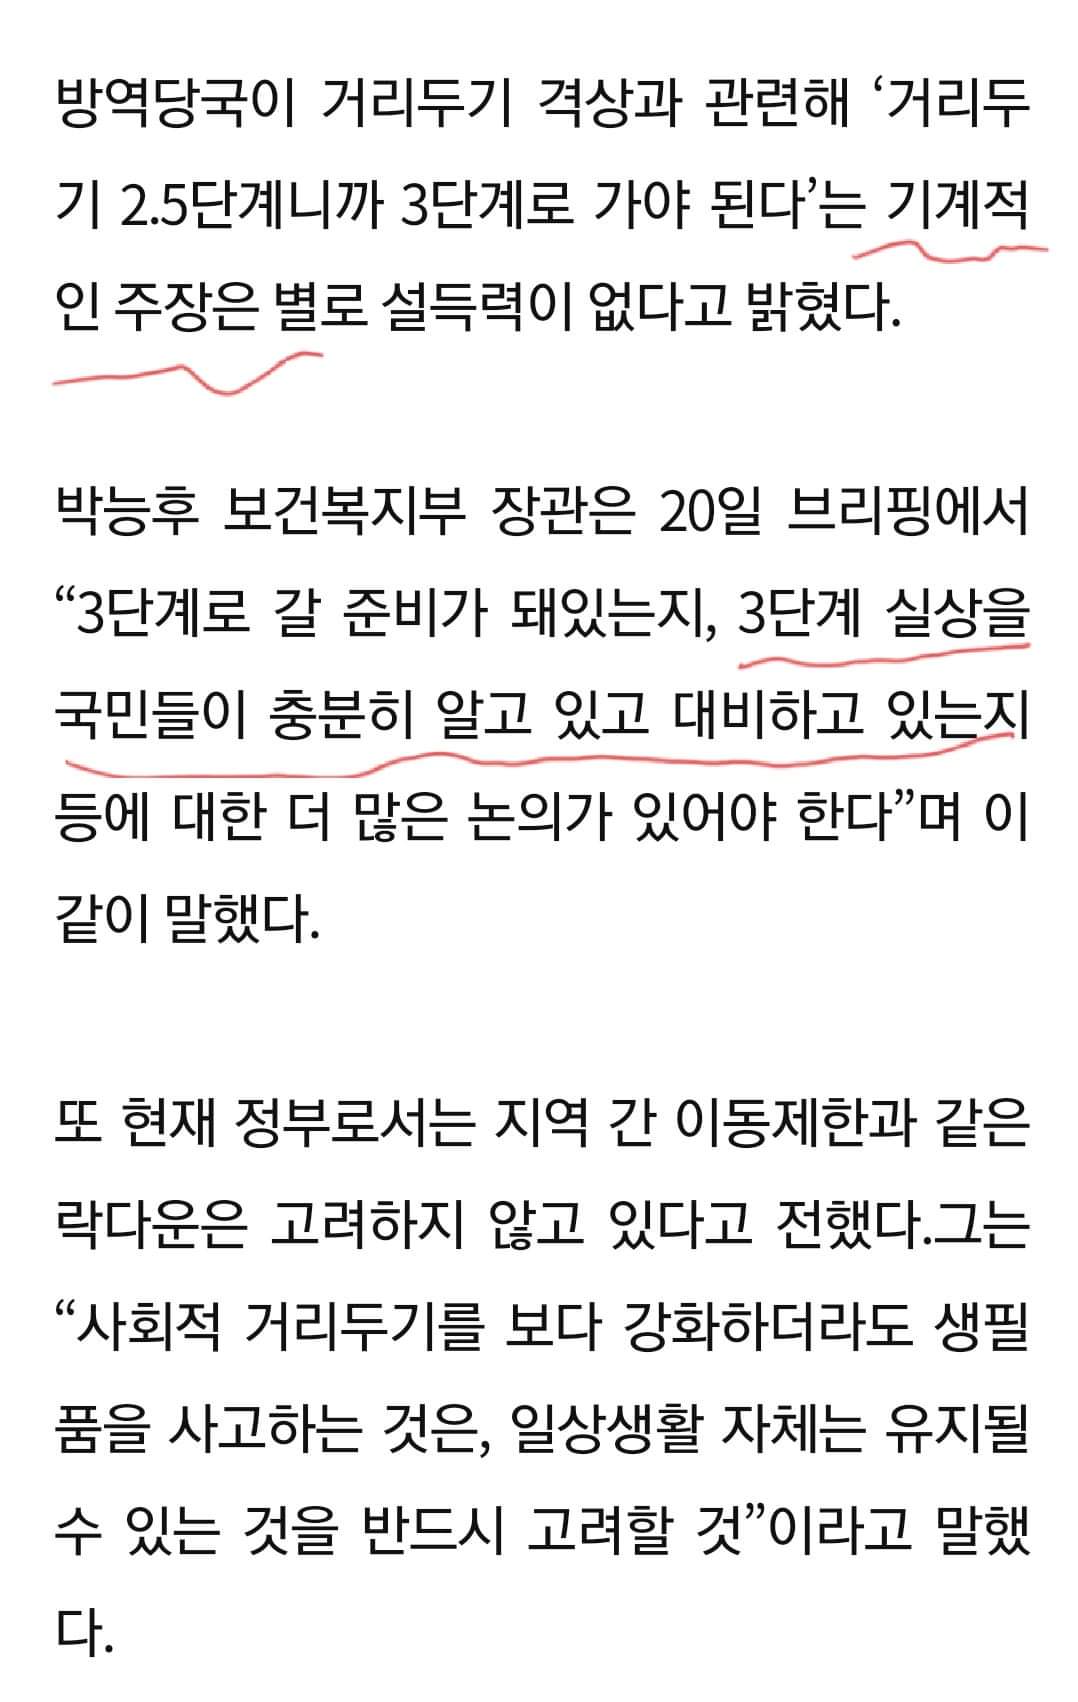 방역당국이 거리두기 격상과 관련해 ‘거리두
기 2.5단계니까 3단계로 가야 된다’는 기계적
인 주장은 별로 설득력이 없다고 밝혔다.
박능후 보건복지부 장관은 20일 브리핑에서
“3단계로 갈 준비가 돼있는지, 3단계 실상을
국민들이 충분히 알고 있고 대비하고 있는지
등에 대한 더 많은 논의가 있어야 한다”며 이
같이 말했다.
또 현재 정부로서는 지역 간 이동제한과 같은
락다운은 고려하지 않고 있다고 전했다.그는
“사회적 거리두기를 보다 강화하더라도 생필
품을 사고하는 것은, 일상생활 자체는 유지될
수 있는 것을 반드시 고려할 것”이라고 말했
다.